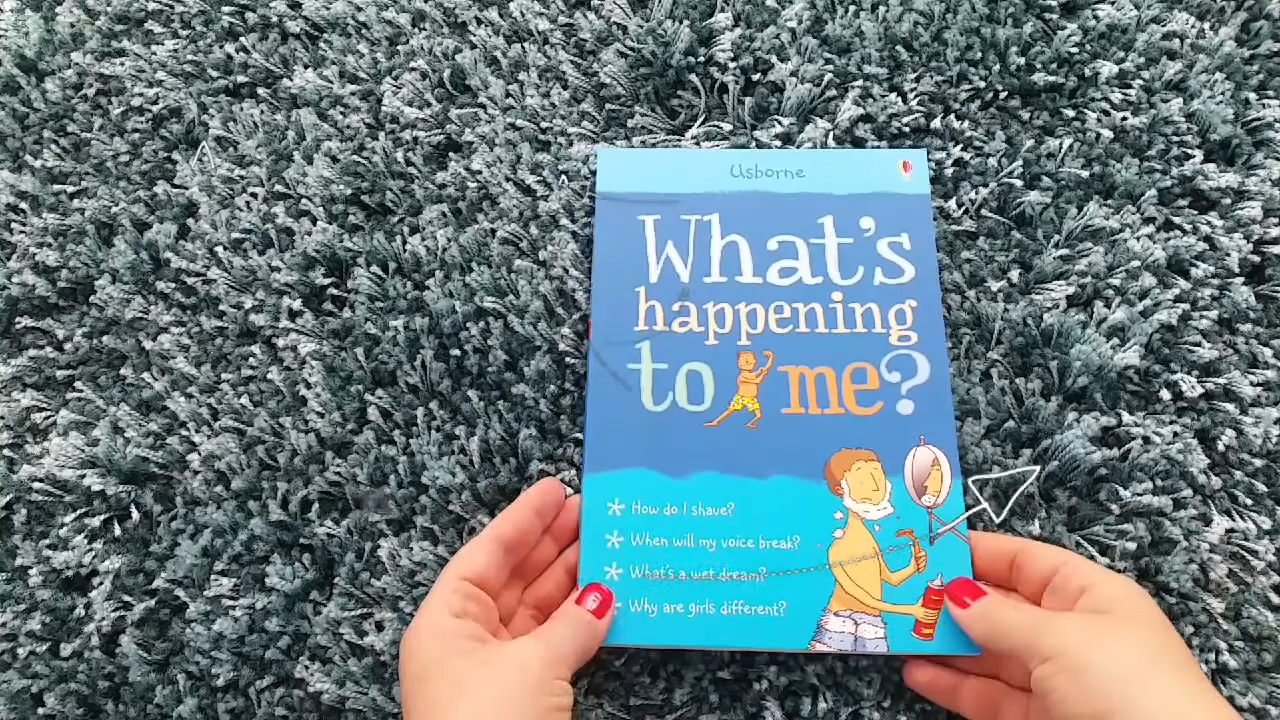 Usborne
What's
happening
to me?
* How do I shave?
* When will my voice break?
* What's a wet dream?
* Why are girls different?